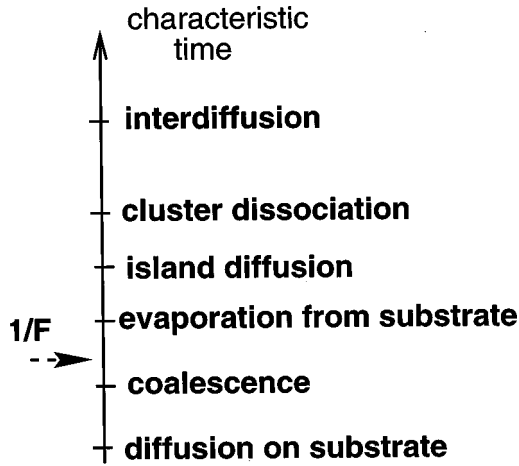 characteristic
time
interdiffusion
cluster dissociation
island diffusion
evaporation from substrate
1/F
coalescence
diffusion on substrate